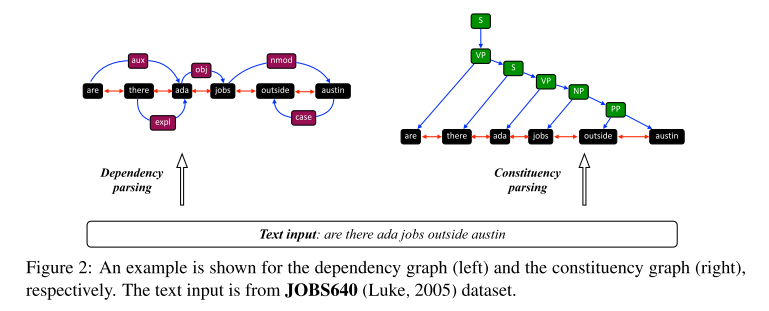 aux
obj
nmod
are there ada jobs outside austin
expl
case
Dependency
parsing
S
VP
S
VP
NP
PP
are there ada jobs outside austin
Constituency
parsing
Text input: are there ada jobs outside austin
Figure 2: An example is shown for the dependency graph (left) and the constituency graph (right),
respectively. The text input is from JOBS640 (Luke, 2005) dataset.